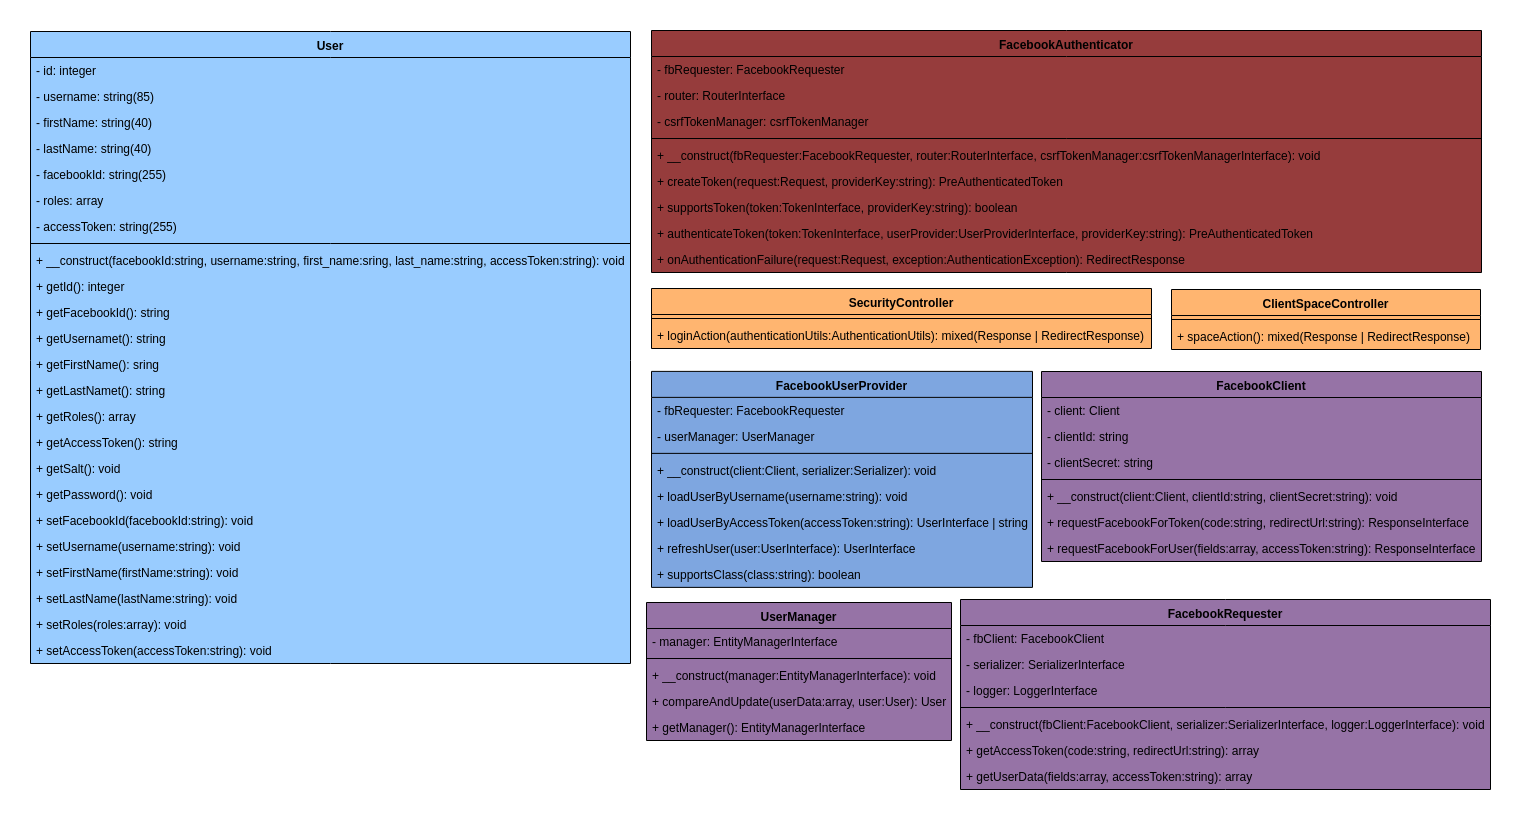 User
- id: integer
- username: string(85)
- firstName: string(40)
- lastName: string(40)
- facebookId: string(255)
- roles: array
- accessToken: string(255)
+ __construct(facebookId:string, username:string, first_name:sring, last_name:string, accessToken:string): void
+ getId(): integer
+ getFacebookId(): string
+ getUsernamet(): string
+ getFirstName(): sring
+ getLastNamet(): string
+ getRoles(): array
+ getAccessToken(): string
+ getSalt(): void
+ getPassword(): void
+ setFacebookId(facebookId:string): void
+ setUsername(username:string): void
+ setFirstName(firstName:string): void
+ setLastName(lastName:string): void
+ setRoles(roles:array): void
+ setAccessToken(accessToken:string): void
FacebookAuthenticator
- fbRequester: FacebookRequester
- router: RouterInterface
- csrfTokenManager: csrfTokenManager
+ __construct(fbRequester:FacebookRequester, router:RouterInterface, csrfTokenManager:csrfTokenManagerInterface): void
+ createToken(request:Request, providerKey:string): PreAuthenticatedToken
+ supportsToken(token:TokenInterface, providerKey:string): boolean
+ authenticateToken(token:TokenInterface, userProvider:UserProviderInterface, providerKey:string): PreAuthenticatedToken
+ onAuthenticationFailure(request:Request, exception:AuthenticationException): RedirectResponse
SecurityController
+ loginAction(authenticationUtils:AuthenticationUtils): mixed(Response | RedirectResponse)
ClientSpaceController
+ spaceAction(): mixed(Response | RedirectResponse)
FacebookUserProvider
- fbRequester: FacebookRequester
- userManager: UserManager
+ __construct(client:Client, serializer:Serializer): void
+ loadUserByUsername(username:string): void
+ loadUserByAccessToken(accessToken:string): UserInterface | string
+ refreshUser(user:UserInterface): UserInterface
+ supportsClass(class:string): boolean
FacebookClient
- client: Client
- clientId: string
- clientSecret: string
+ __construct(client:Client, clientId:string, clientSecret:string): void
+ requestFacebookForToken(code:string, redirectUrl:string): ResponseInterface
+ requestFacebookForUser(fields:array, accessToken:string): ResponseInterface
UserManager
- manager: EntityManagerInterface
+ __construct(manager:EntityManagerInterface): void
+ compareAndUpdate(userData:array, user:User): User
+ getManager(): EntityManagerInterface
FacebookRequester
- fbClient: FacebookClient
- serializer: SerializerInterface
- logger: LoggerInterface
+ __construct(fbClient:FacebookClient, serializer:SerializerInterface, logger:LoggerInterface): void
+ getAccessToken(code:string, redirectUrl:string): array
+ getUserData(fields:array, accessToken:string): array